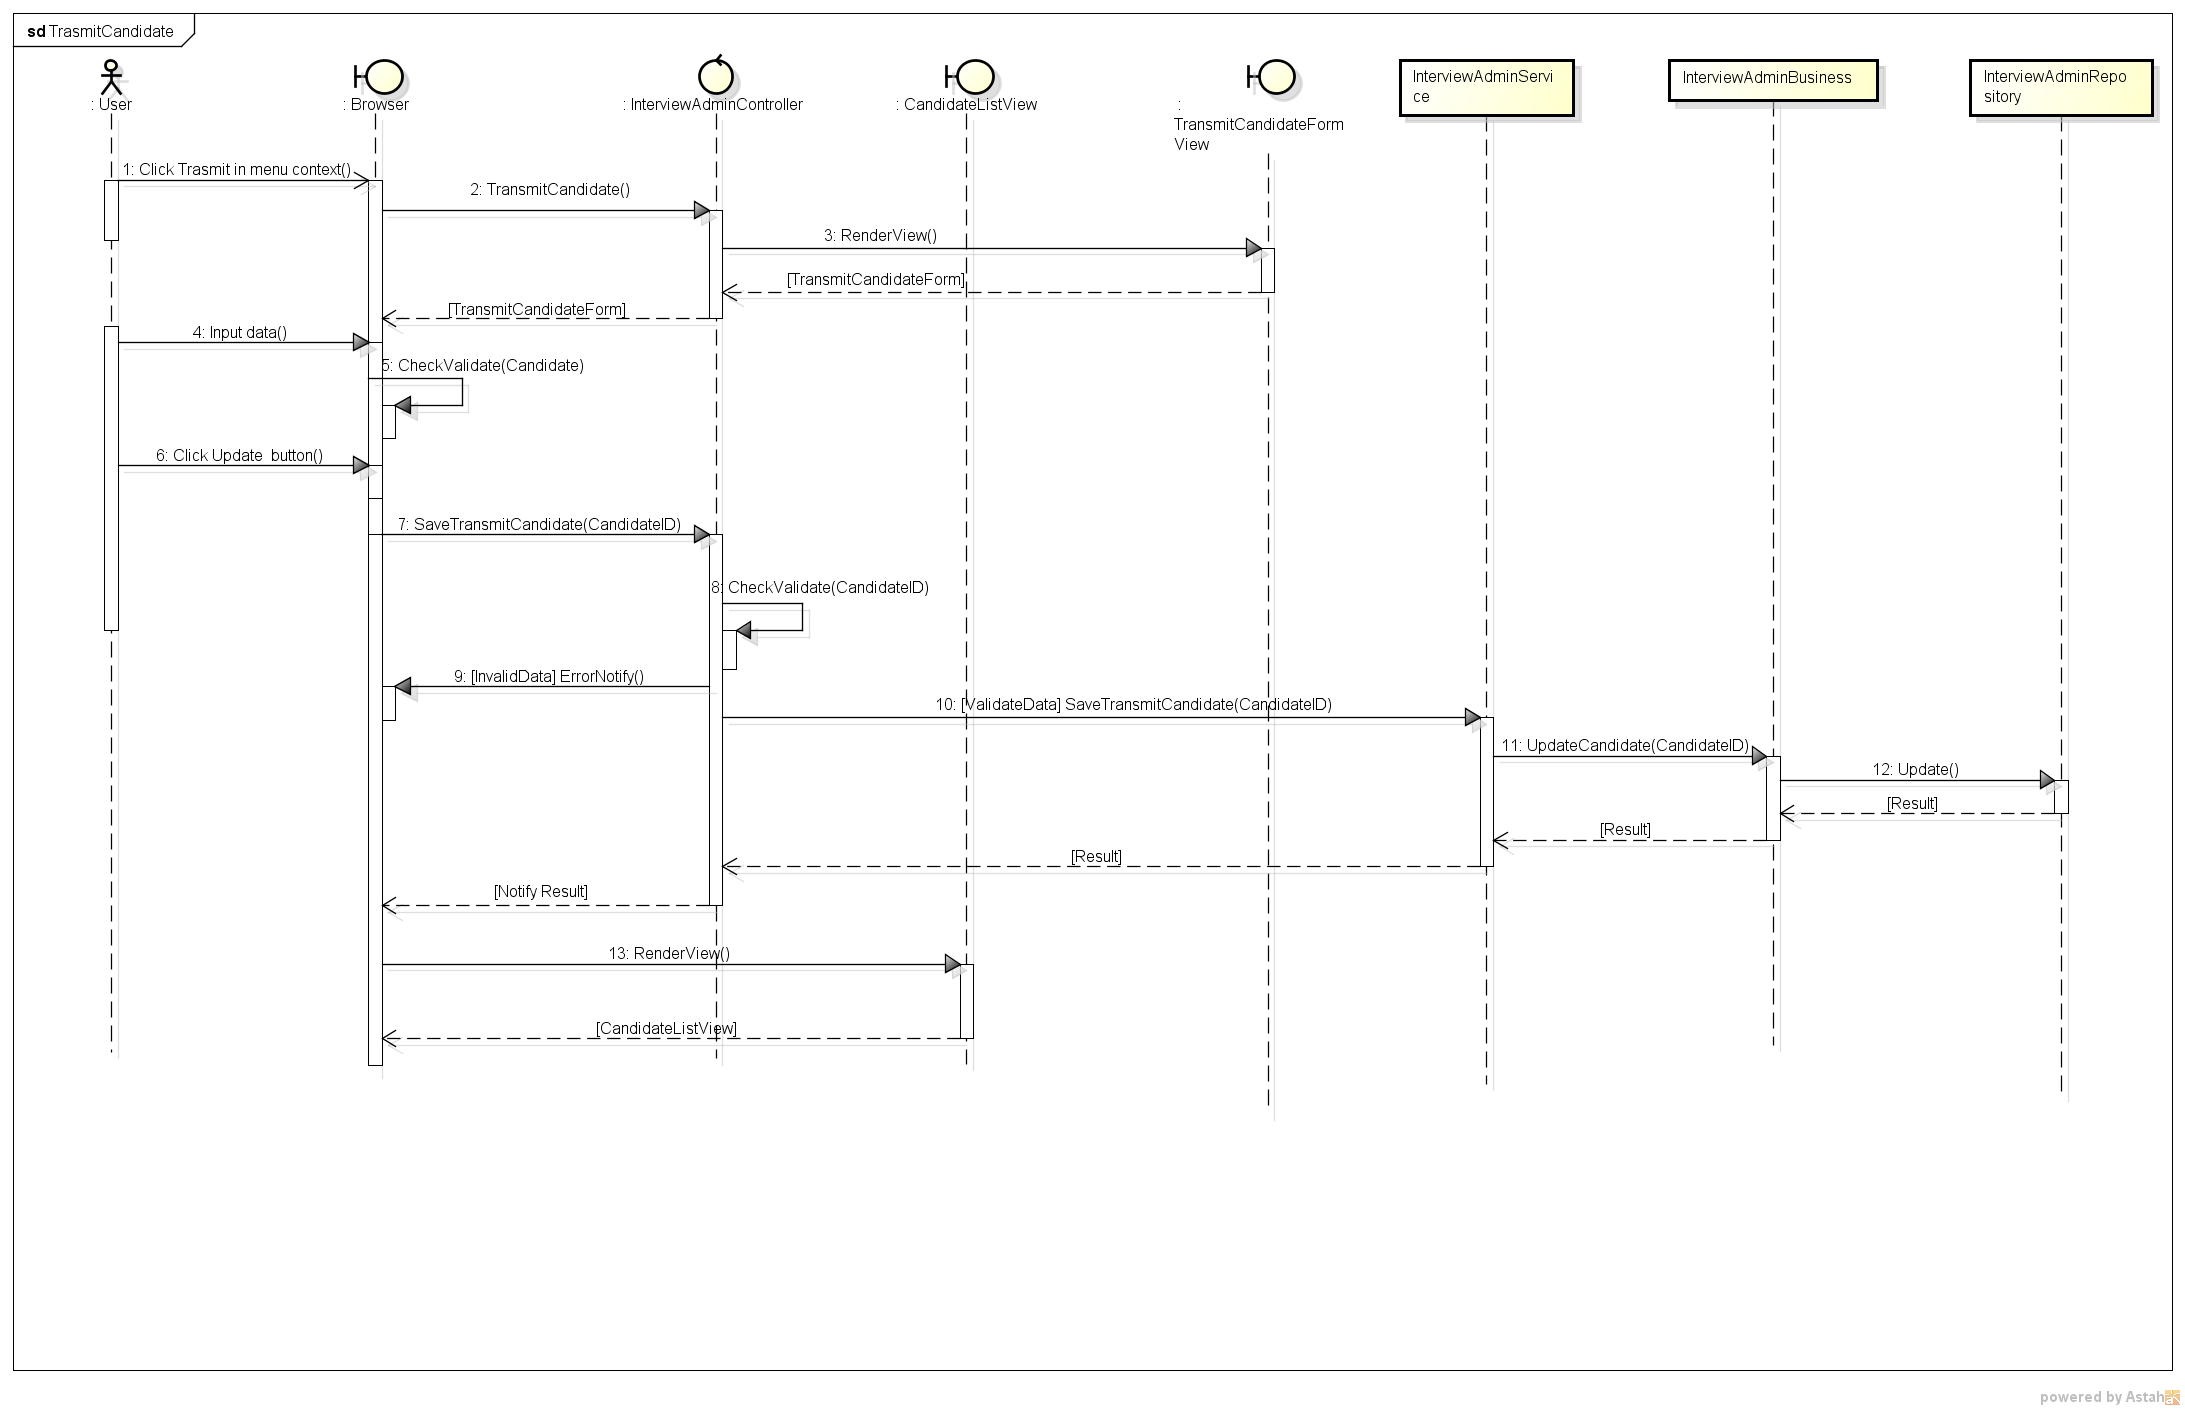 sd TrasmitCandidate
: User
: Browser
: InterviewAdminController
: CandidateListView
:
TransmitCandidateForm
View
InterviewAdminServi
ce
InterviewAdminBusiness
InterviewAdminRepo
sitory
1: Click Trasmit in menu context()
2: TransmitCandidate()
3: RenderView()
[TransmitCandidateForm]
[TransmitCandidateForm]
4: Input data()
5: CheckValidate(Candidate)
6: Click Update  button()
7: SaveTransmitCandidate(CandidateID)
8: CheckValidate(CandidateID)
9: [InvalidData] ErrorNotify()
10: [ValidateData] SaveTransmitCandidate(CandidateID)
11: UpdateCandidate(CandidateID)
12: Update()
[Result]
[Result]
[Result]
[Notify Result]
13: RenderView()
[CandidateListView]
powered by Astah